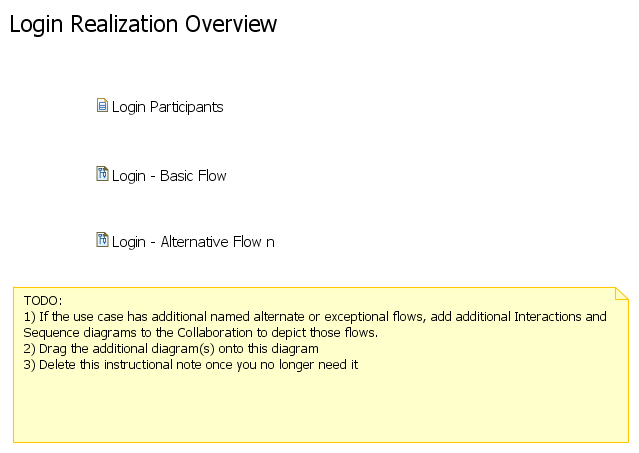 Login Realization Overview
Login Participants
Login - Basic Flow
Login - Alternative Flow n
TODO:
1) If the use case has additional named alternate or exceptional flows, add additional Interactions and
Sequence diagrams to the Collaboration to depict those flows.
2) Drag the additional diagram(s) onto this diagram
3) Delete this instructional note once you no longer need it